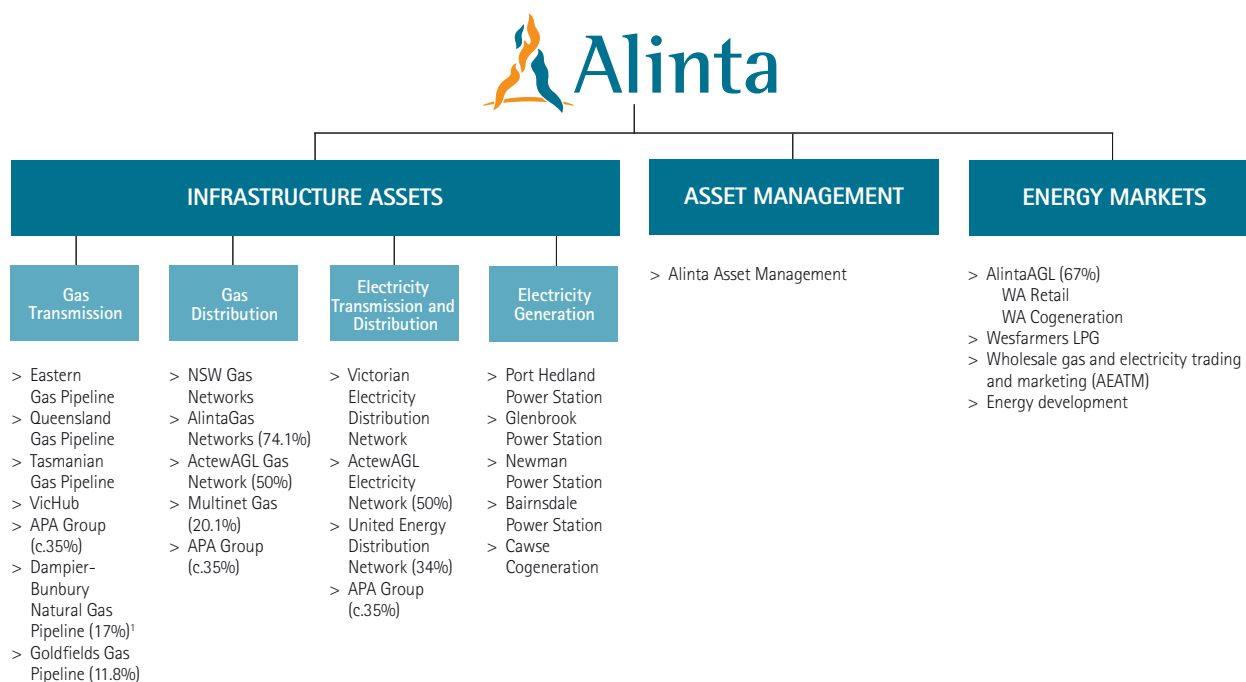 Alinta
INFRASTRUCTURE ASSETS
ASSET MANAGEMENT
ENERGY MARKETS
Gas
Transmission
Gas
Distribution
Electricity
Transmission and
Distribution
Electricity
Generation
> Eastern
Gas Pipeline
> Queensland
Gas Pipeline
> Tasmanian
Gas Pipeline
> VicHub
> APA Group
(c.35%)
> Dampier-
Bunbury
Natural Gas
Pipeline (17%)¹
> Goldfields Gas
Pipeline (11.8%)
> NSW Gas
Networks
> AlintaGas
Networks (74.1%)
> ActewAGL Gas
Network (50%)
> Multinet Gas
(20.1%)
> APA Group
(c.35%)
> Victorian
Electricity
Distribution
Network
> ActewAGL
Electricity
Network (50%)
> United Energy
Distribution
Network (34%)
> APA Group
(c.35%)
> Port Hedland
Power Station
> Glenbrook
Power Station
> Newman
Power Station
> Bairnsdale
Power Station
> Cawse
Cogeneration
> Alinta Asset Management
> AlintaAGL (67%)
WA Retail
WA Cogeneration
> Wesfarmers LPG
> Wholesale gas and electricity trading
and marketing (AEATM)
> Energy development